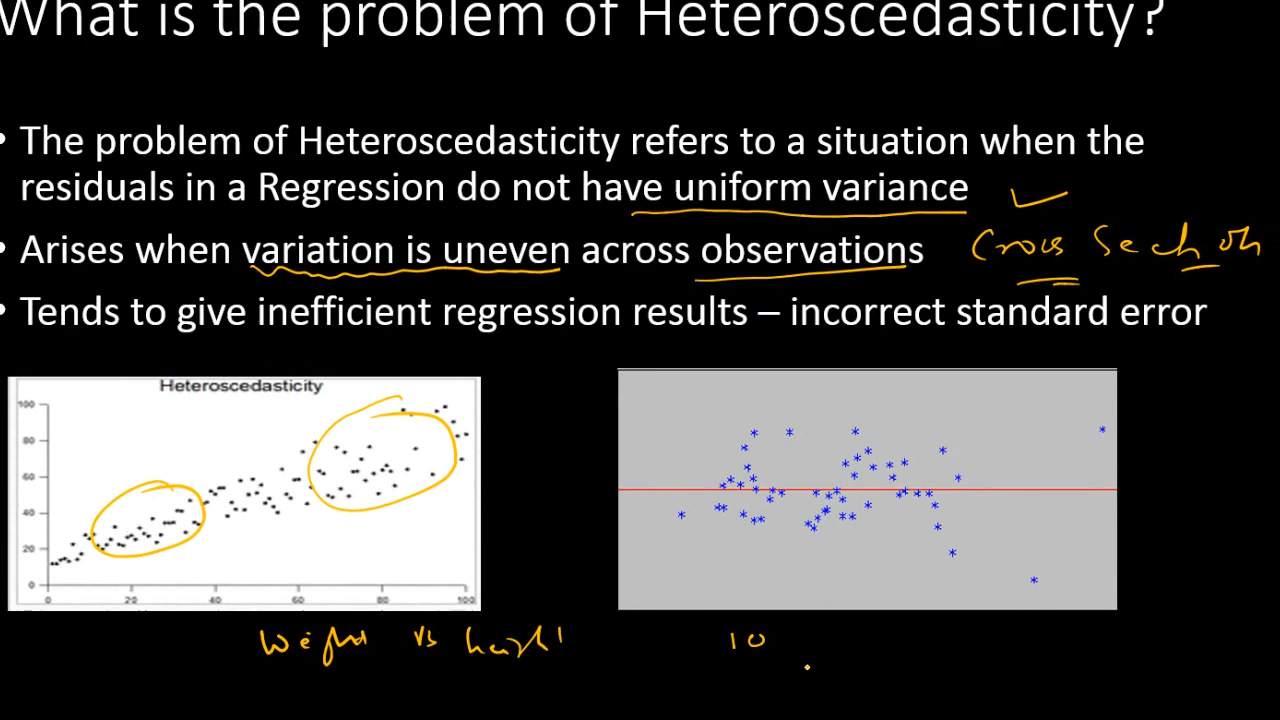 What is the problem of Heteroscedasticity?
• The problem of Heteroscedasticity refers to a situation when the
residuals in a Regression do not have uniform variance
• Arises when variation is uneven across observations
Cross Section
• Tends to give inefficient regression results – incorrect standard error
Heteroscedasticity
100
80
60
40
20
0
0 20 40 60 80 100
Weight vs height
10